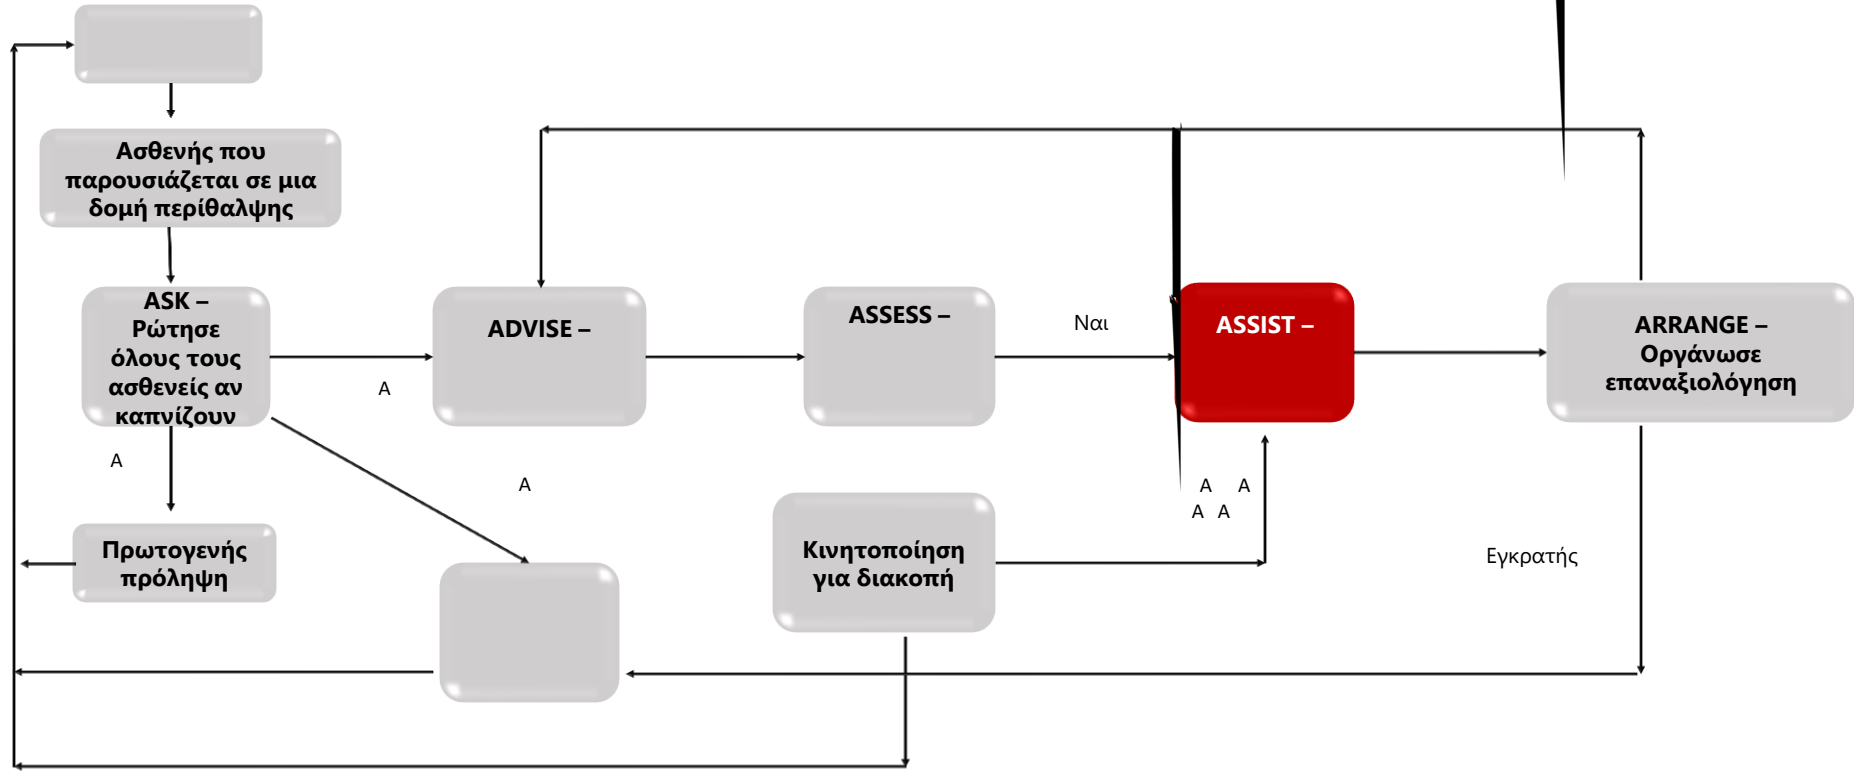 Ασθενής που
παρουσιάζεται σε μια
δομή περίθαλψης
ASK –
Ρώτησε
όλους τους
ασθενείς αν
καπνίζουν
ADVISE –
ASSESS –
Ναι
ASSIST –
ARRANGE –
Οργάνωσε
επαναξιολόγηση
Α
Α
Α
Α Α
Α Α
Πρωτογενής
πρόληψη
Κινητοποίηση
για διακοπή
Εγκρατής